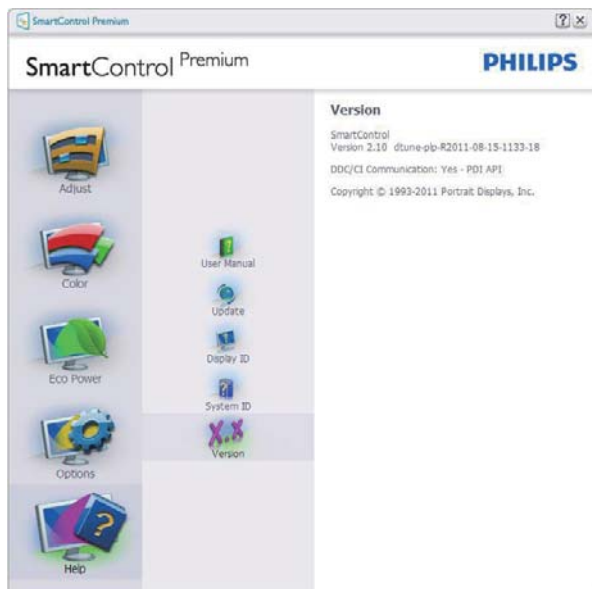 SmartControl Premium
SmartControl Premium
PHILIPS
Adjust
Color
Eco Power
Options
Help
User Manual
Update
Display ID
System ID
Version
Version
SmartControl
Version 2.10 dtune-plp-R2011-08-15-1133-18
DDC/CI Communication: Yes - PDI API
Copyright © 1993-2011 Portrait Displays, Inc.